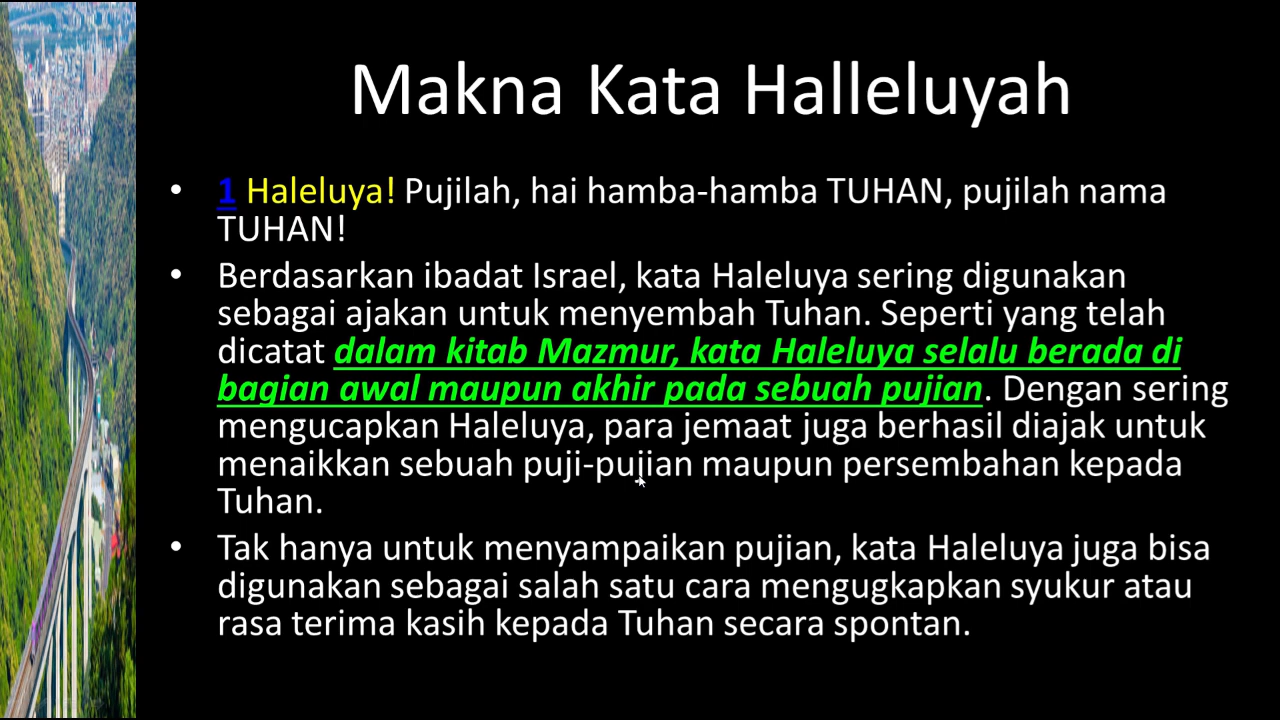 Makna Kata Halleluyah
• 1 Haleluya! Pujilah, hai hamba-hamba TUHAN, pujilah nama
TUHAN!
• Berdasarkan ibadat Israel, kata Haleluya sering digunakan
sebagai ajakan untuk menyembah Tuhan. Seperti yang telah
dicatat dalam kitab Mazmur, kata Haleluya selalu berada di
bagian awal maupun akhir pada sebuah pujian. Dengan sering
mengucapkan Haleluya, para jemaat juga berhasil diajak untuk
menaikkan sebuah puji-pujian maupun persembahan kepada
Tuhan.
• Tak hanya untuk menyampaikan pujian, kata Haleluya juga bisa
digunakan sebagai salah satu cara mengugkapkan syukur atau
rasa terima kasih kepada Tuhan secara spontan.